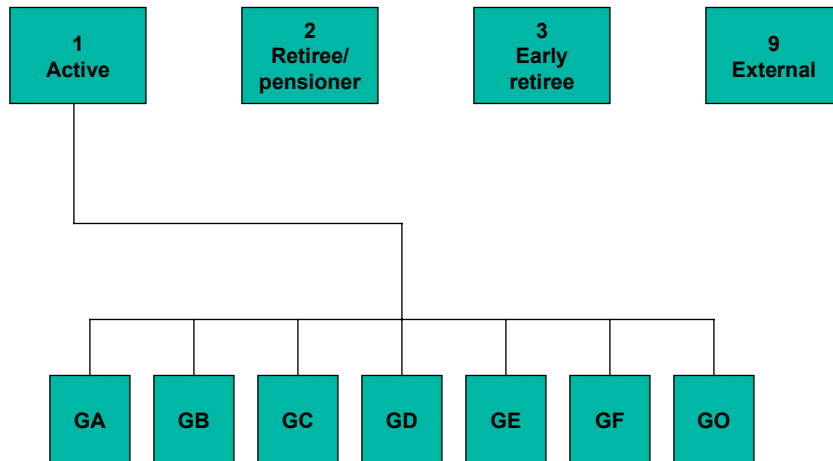 1
Active
2
Retiree/
pensioner
3
Early
retiree
9
External
GA
GB
GC
GD
GE
GF
GO